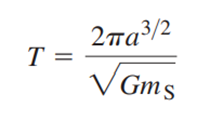 T = 2πa^{3/2} / √(Gm_S)